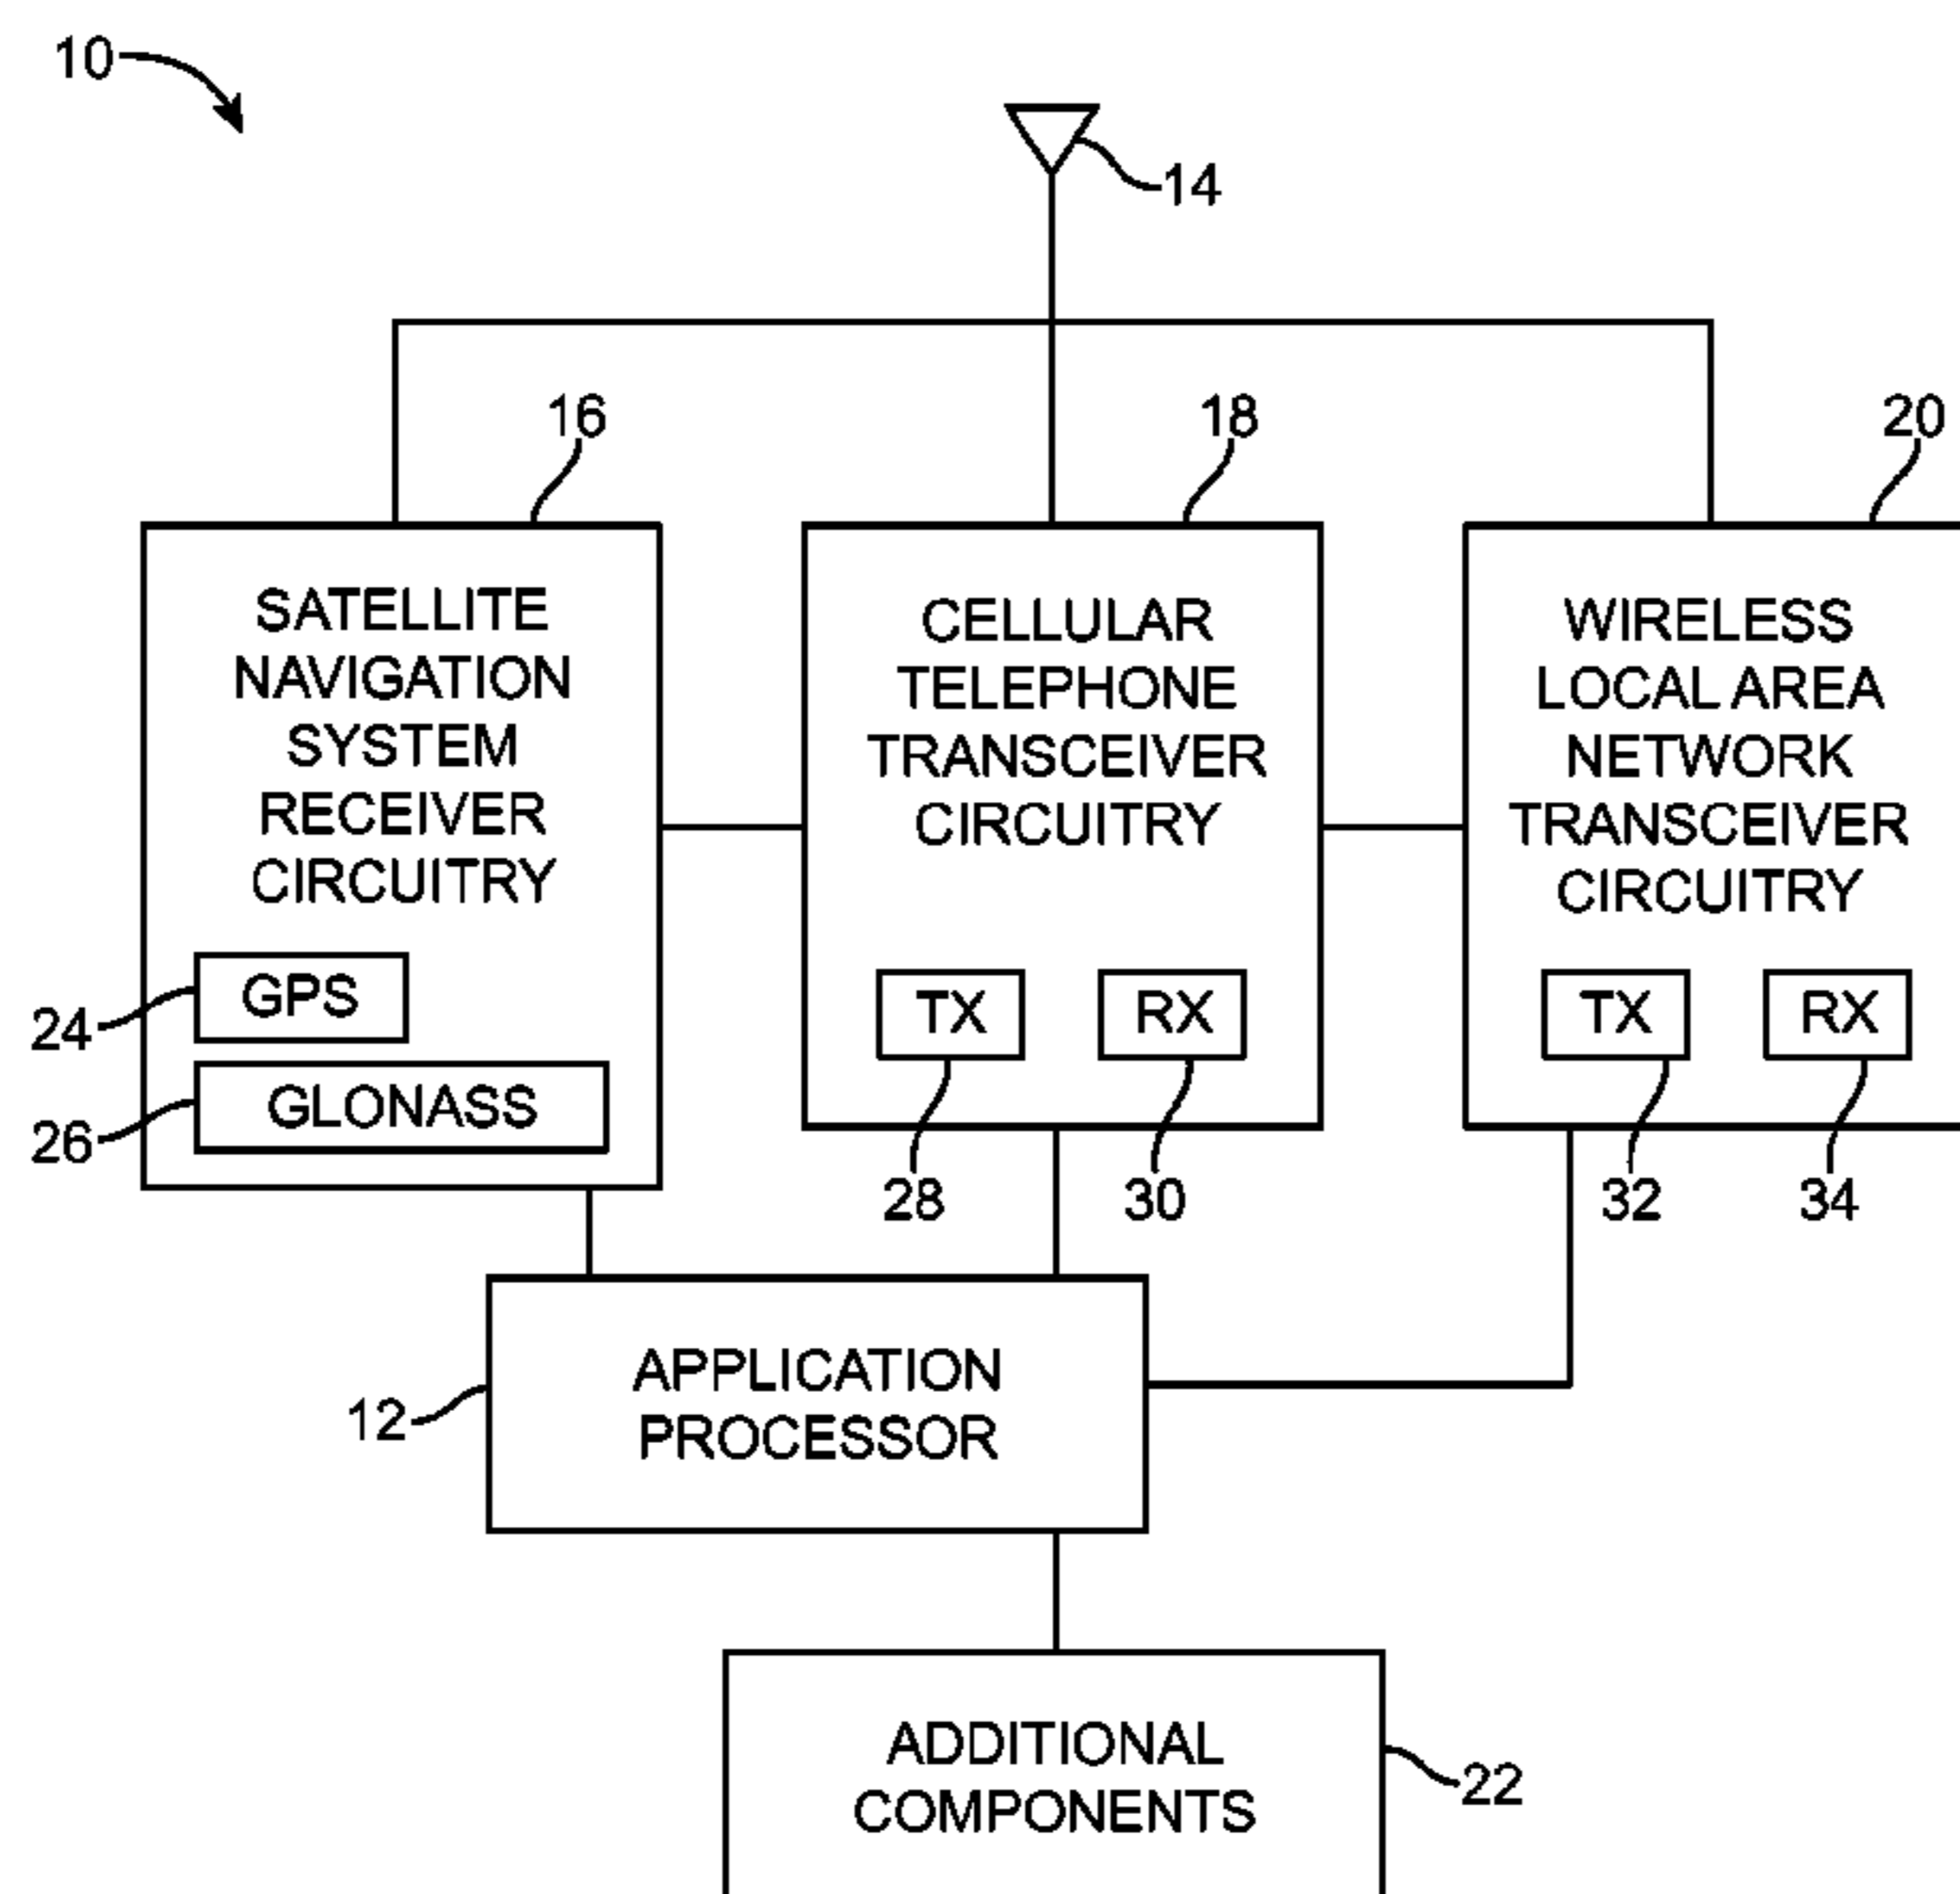 10
14
16
18
20
SATELLITE
NAVIGATION
SYSTEM
RECEIVER
CIRCUITRY
CELLULAR
TELEPHONE
TRANSCEIVER
CIRCUITRY
WIRELESS
LOCAL AREA
NETWORK
TRANSCEIVER
CIRCUITRY
24
GPS
26
GLONASS
TX
RX
TX
RX
28
30
32
34
12
APPLICATION
PROCESSOR
ADDITIONAL
COMPONENTS
22